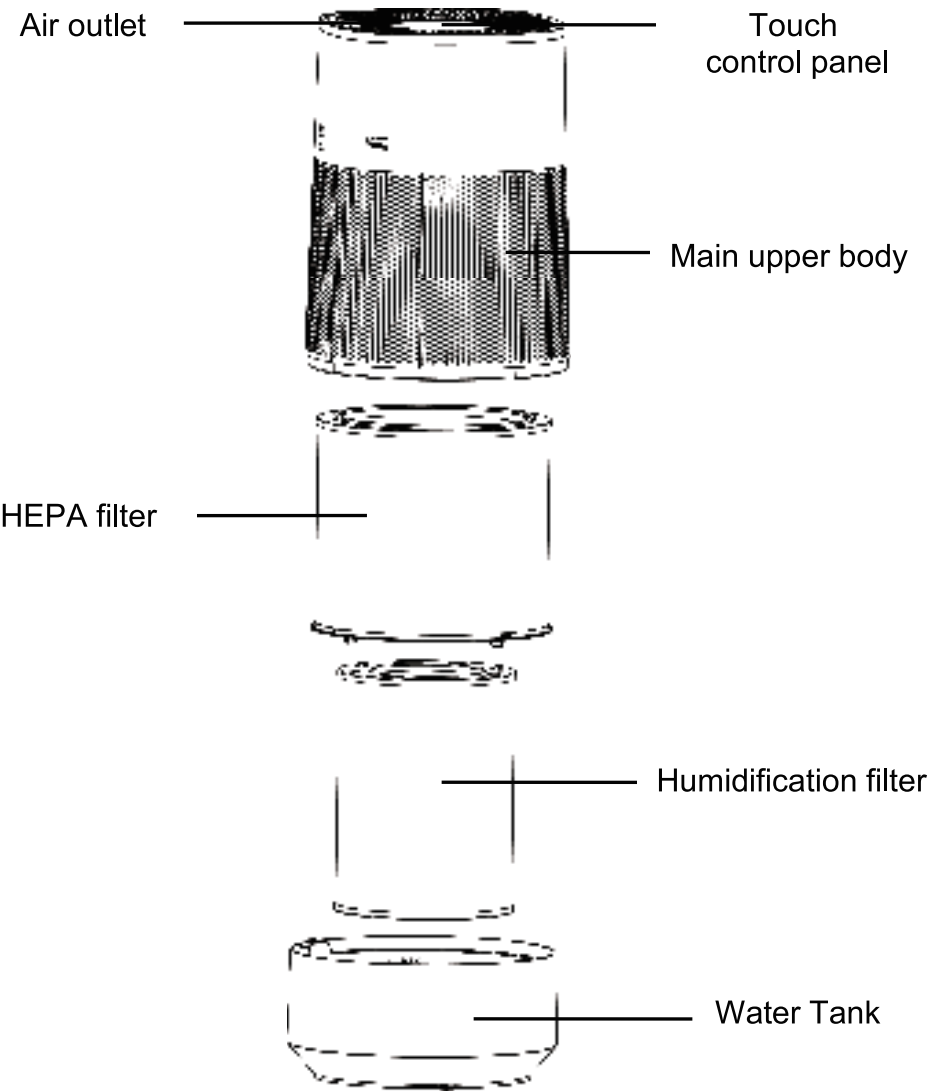 Air outlet
Touch
control panel
Main upper body
HEPA filter
Humidification filter
Water Tank